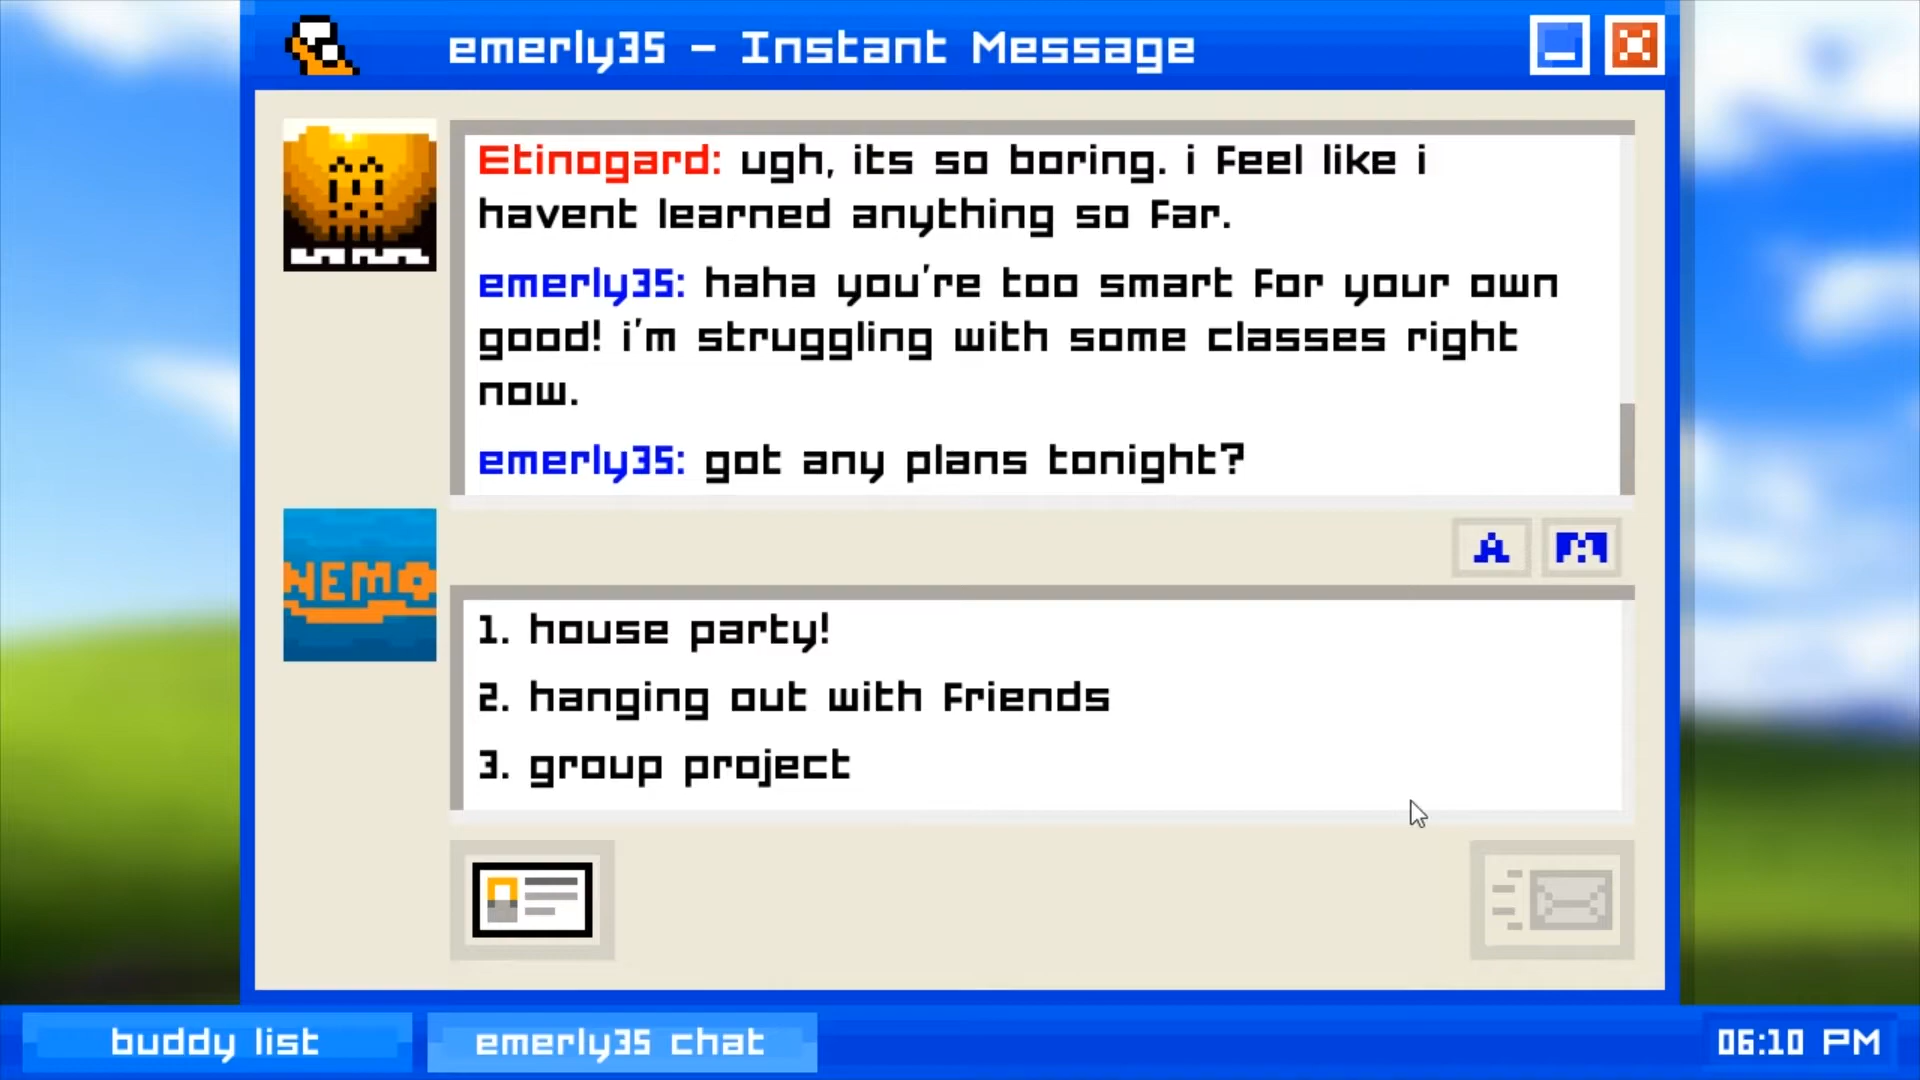 emerly35 - Instant Message
Etinogard: ugh, its so boring. i feel like i
havent learned anything so far.
emerly35: haha you're too smart for your own
good! i'm struggling with some classes right
now.
emerly35: got any plans tonight?
A
NEMO
1. house party!
2. hanging out with friends
3. group project
buddy list
emerly35 chat
06:10 PM